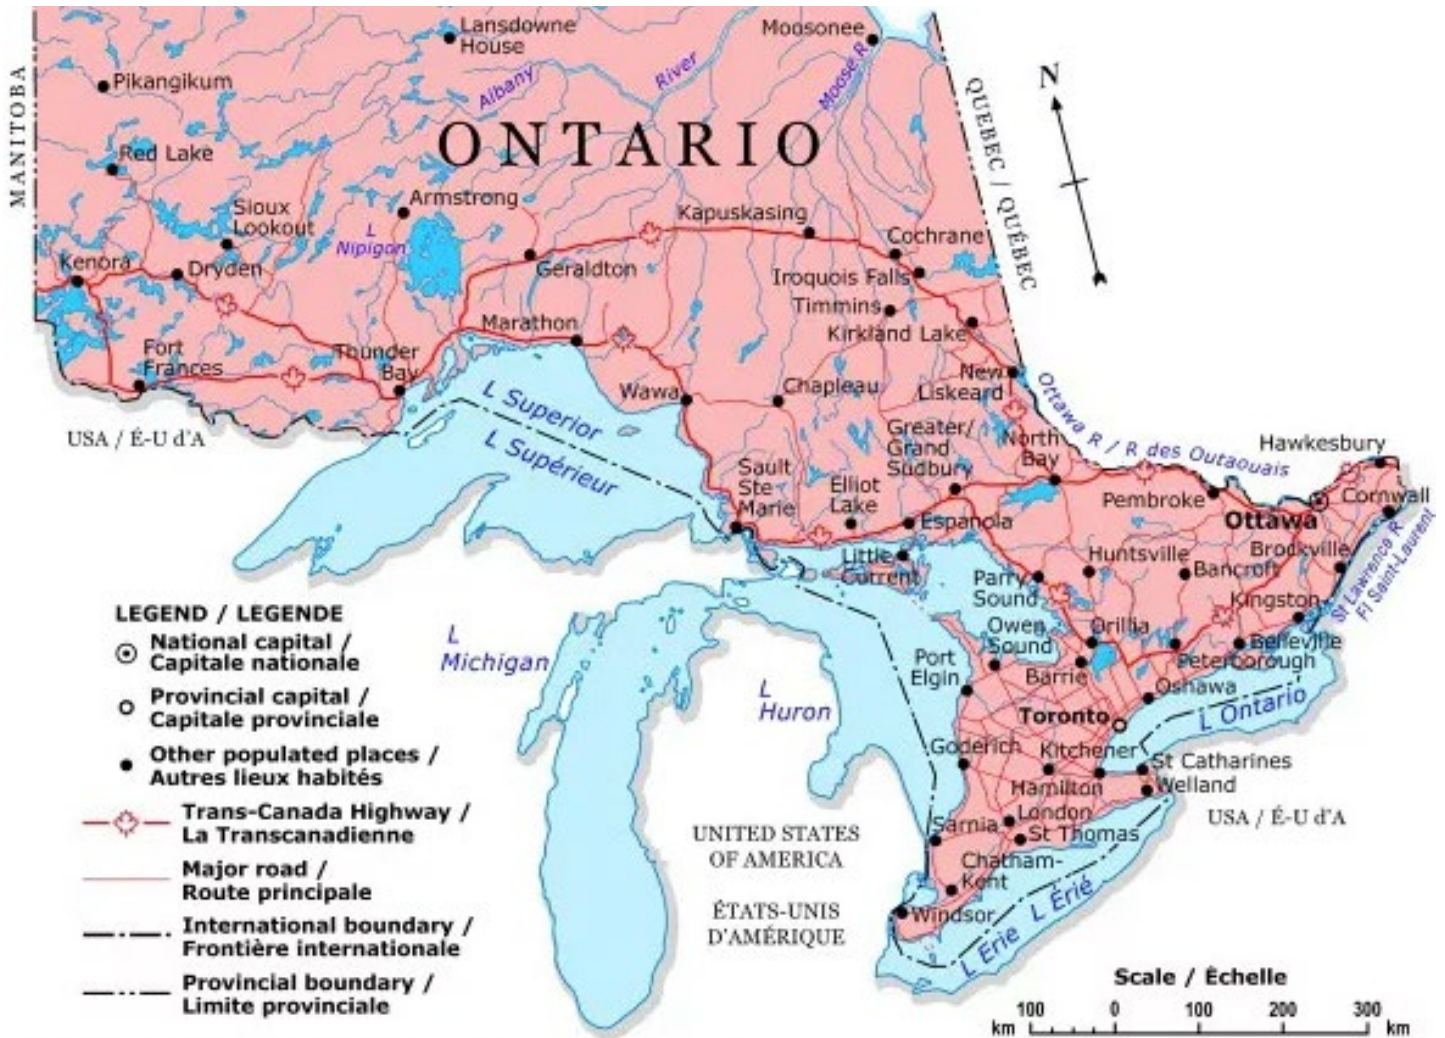 Lansdowne
House
Moosonee
Pikangikum
Albany
River
Moose R
N
MANITOBA
ONTARIO
QUEBEC / QUÉBEC
Red Lake
Armstrong
Sioux
Lookout
L
Nipigon
Kapuskasing
Cochrane
Kenora
Dryden
Geraldton
Iroquois Falls
Timmins
Marathon
Kirkland Lake
Fort
Frances
Thunder
Bay
Wawa
Chapleau
New
Liskeard
USA / É-U d'A
L Superior
L Supérieur
Ottawa R / R des Outaouais
Greater/
Grand
Sudbury
North
Bay
Hawkesbury
Sault
Ste
Marie
Elliot
Lake
Pembroke
Cornwall
Ottawa
Espanola
Little
Current
Huntsville
Brockville
Bancroft
Parry
Sound
Kingston
St Lawrence R
Fl Saint-Laurent
Owen
Sound
Orillia
Belleville
Peterborough
Port
Elgin
Barrie
Oshawa
L
Michigan
L
Huron
Toronto
L Ontario
Goderich
Kitchener
St Catharines
Hamilton
Welland
London
Sarnia
St Thomas
USA / É-U d'A
UNITED STATES
OF AMERICA
ÉTATS-UNIS
D'AMÉRIQUE
Chatham-
Kent
Windsor
L Érié
L Erie
LEGEND / LÉGENDE
National capital /
Capitale nationale
Provincial capital /
Capitale provinciale
Other populated places /
Autres lieux habités
Trans-Canada Highway /
La Transcanadienne
Major road /
Route principale
International boundary /
Frontière internationale
Provincial boundary /
Limite provinciale
Scale / Échelle
100 0 100 200 300
km km